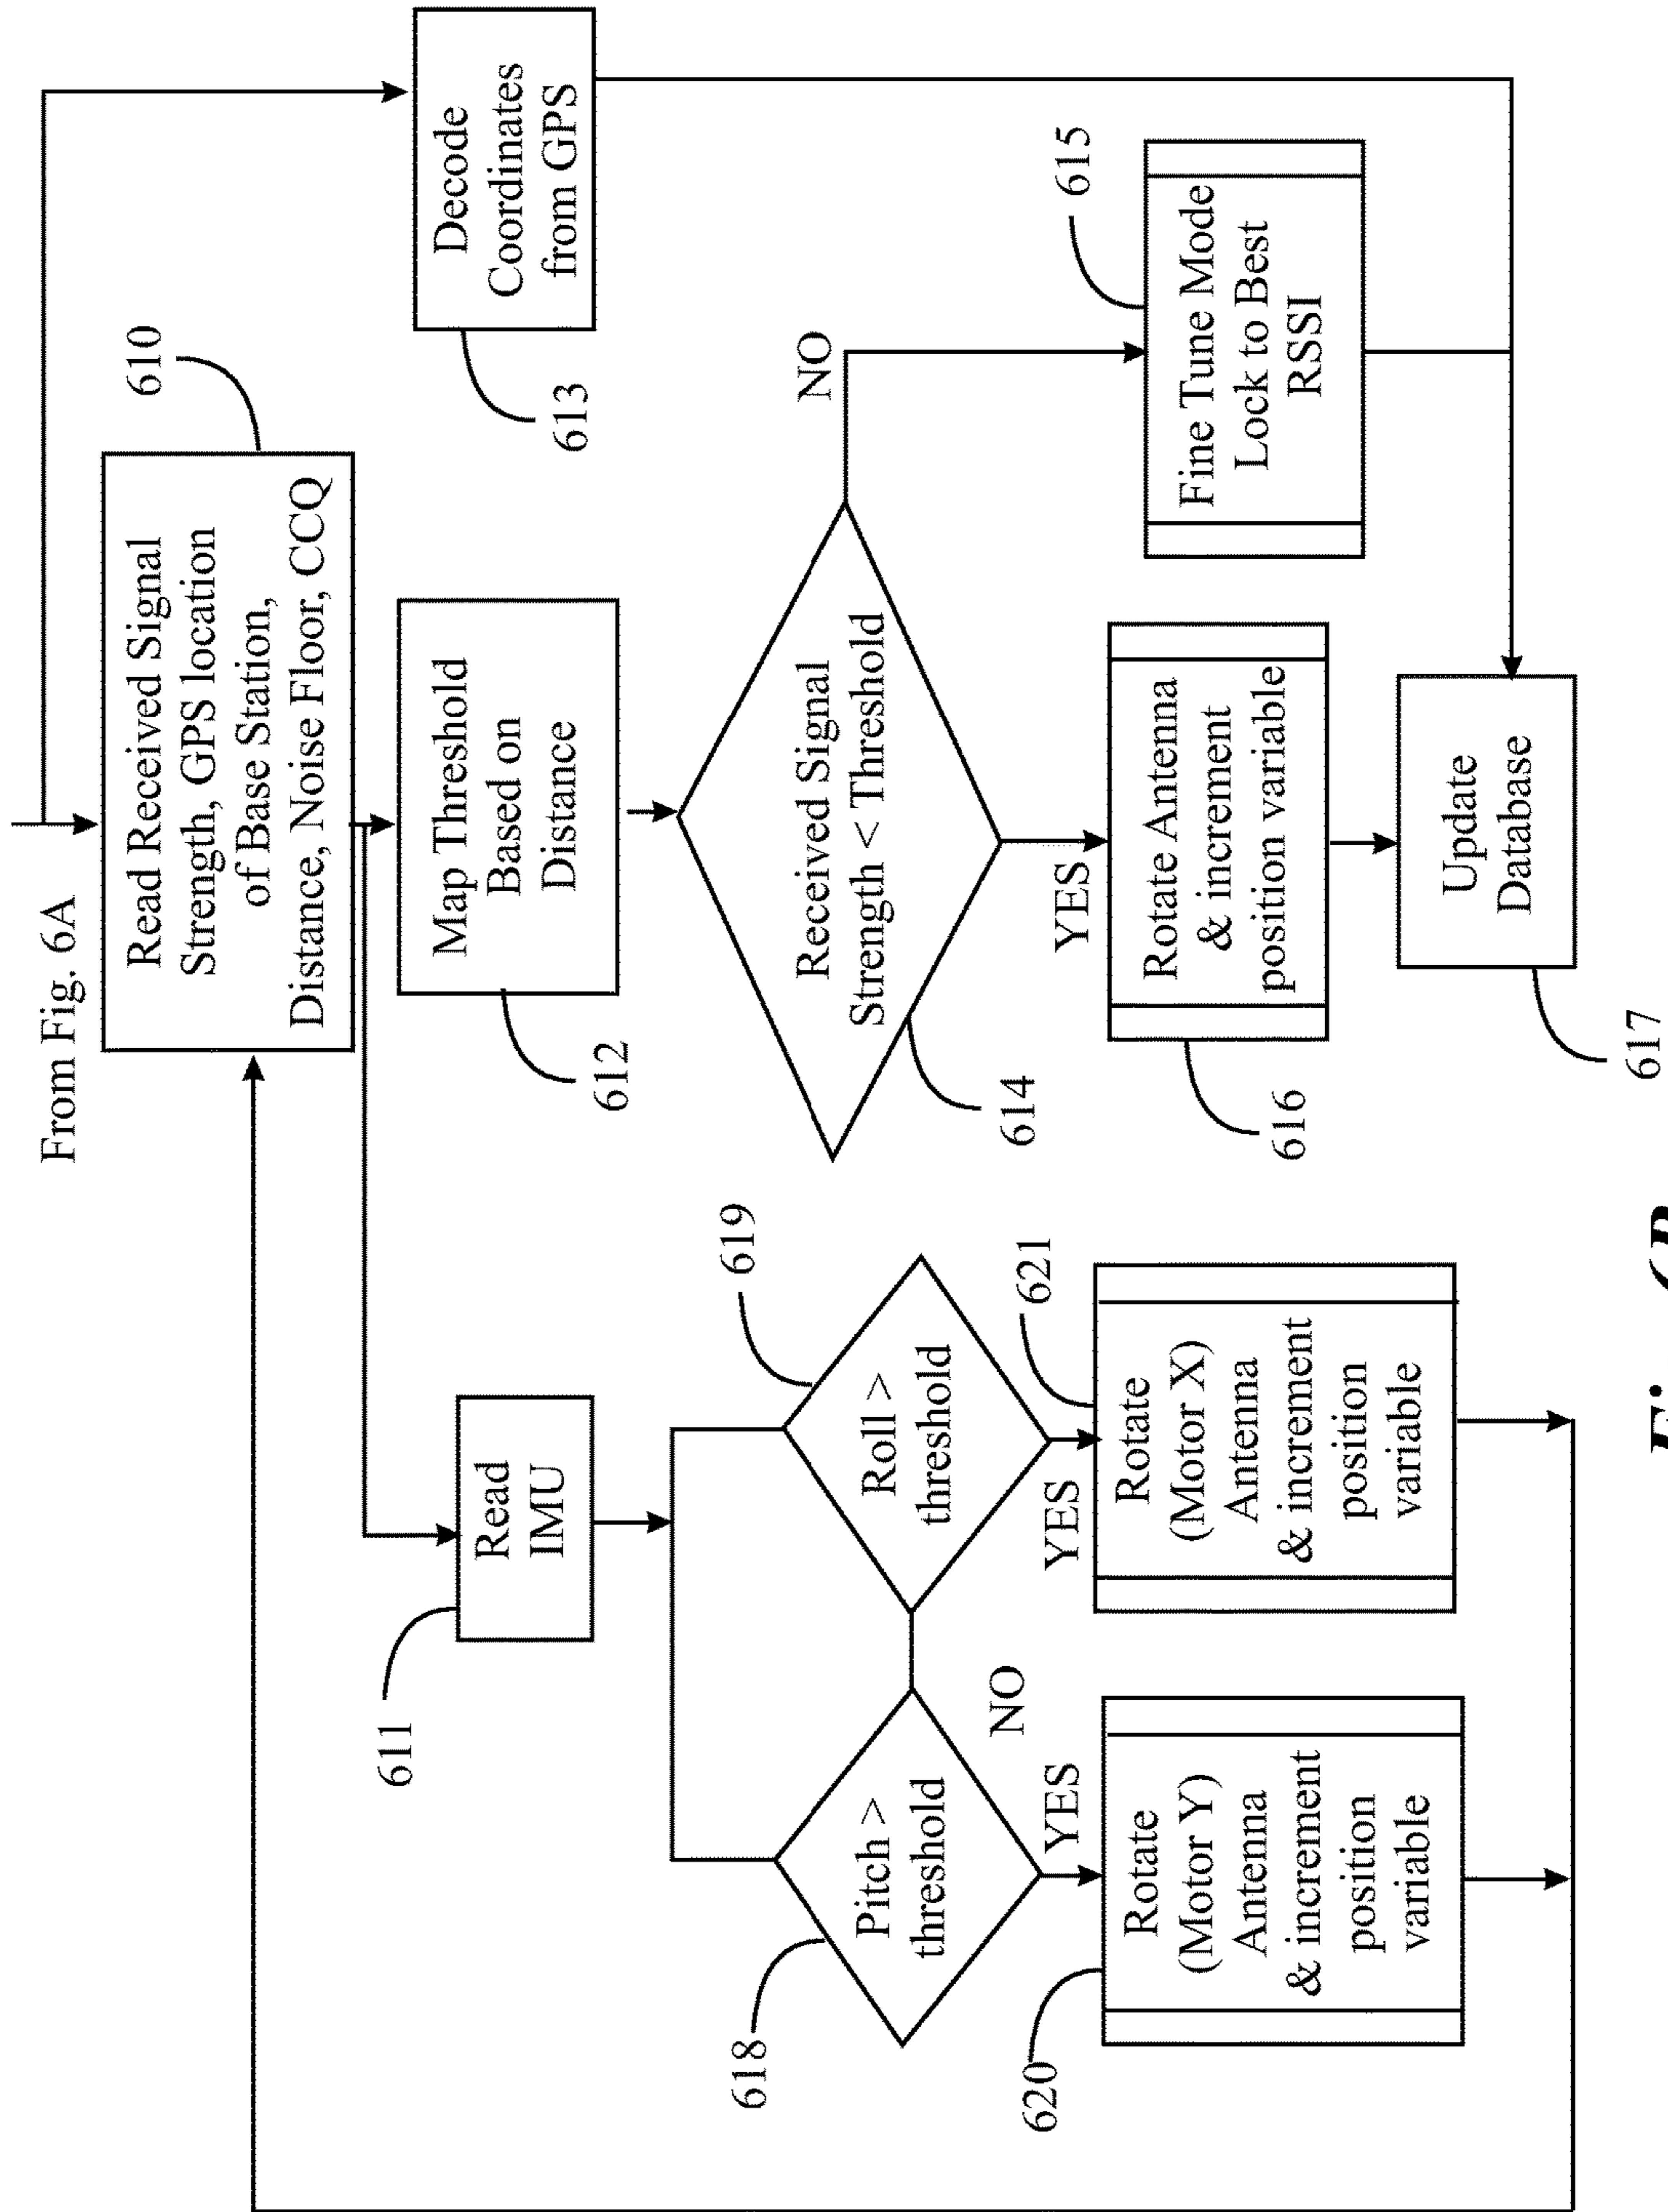 From Fig. 6A
610
Read Received Signal
Strength, GPS location
of Base Station,
Distance, Noise Floor, CCQ
Decode
Coordinates
from GPS
613
611
Read
IMU
Map Threshold
Based on
Distance
612
618
Pitch >
threshold
619
Roll >
threshold
NO
YES
YES
614
Received Signal
Strength < Threshold
NO
YES
620
Rotate
(Motor Y)
Antenna
& increment
position
variable
621
Rotate
(Motor X)
Antenna
& increment
position
variable
616
Rotate Antenna
& increment
position variable
615
Fine Tune Mode
Lock to Best
RSSI
Update
Database
617